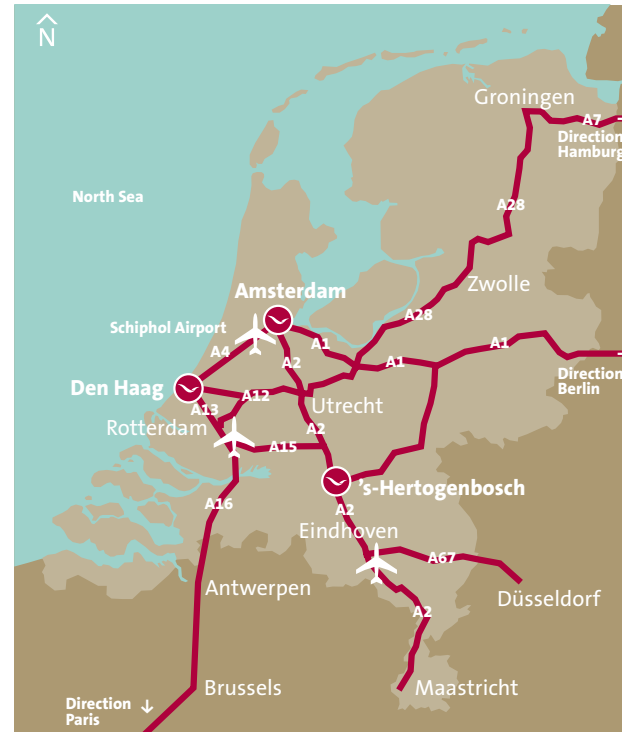 N
Groningen
A7
Direction
Hamburg
North Sea
A28
Zwolle
Amsterdam
Schiphol Airport
A28
A1
A1
A1
A4
A2
Direction
Berlin
Den Haag
A13
A12
Utrecht
Rotterdam
A2
A15
's-Hertogenbosch
A16
A2
Eindhoven
A67
Antwerpen
Düsseldorf
A2
Brussels
Maastricht
Direction
Paris